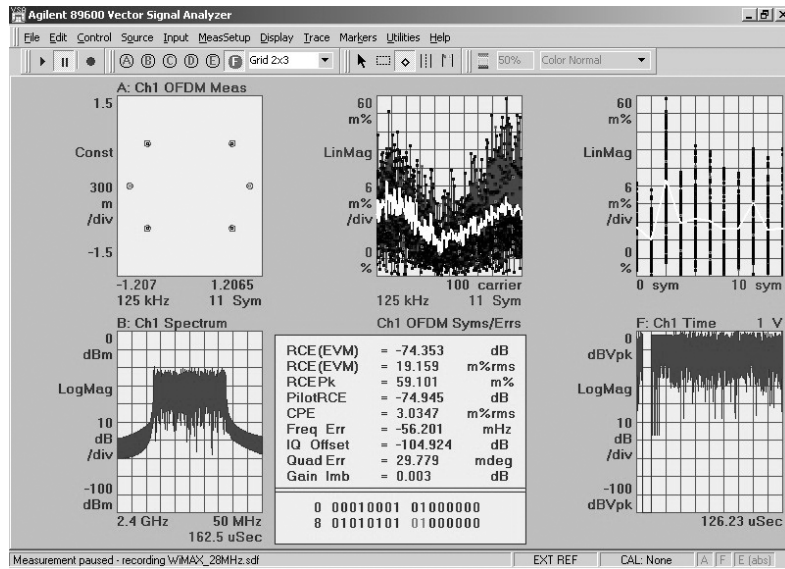 Agilent 89600 Vector Signal Analyzer
File Edit Control Source Input MeasSetup Display Trace Markers Utilities Help
A B C D E F Grid 2x3 50% Color Normal
A: Ch1 OFDM Meas
1.5
Const
300
m
/div
-1.5
-1.207 1.2065
125 kHz 11 Sym
60
m%
LinMag
6
m%
/div
0
%
100 carrier
11 Sym
60
m%
LinMag
6
m%
/div
0
%
0 sym 10 sym
B: Ch1 Spectrum
0
dBm
LogMag
10
dB
/div
-100
dBm
2.4 GHz 50 MHz
162.5 uSec
Ch1 OFDM Syms/Errs
RCE(EVM) = -74.353 dB
RCE(EVM) = 19.159 m%rms
RCEPk = 59.101 m%
PilotRCE = -74.945 dB
CPE = 3.0347 m%rms
Freq Err = -56.201 mHz
IQ Offset = -104.924 dB
Quad Err = 29.779 mdeg
Gain Imb = 0.003 dB
0 00010001 01000000
8 01010101 01000000
F: Ch1 Time 1 V
0
dBVpk
LogMag
10
dB
/div
-100
dBVpk
126.23 uSec
Measurement paused - recording WiMAX_28MHz.sdf EXT REF CAL: None A F E (abs)